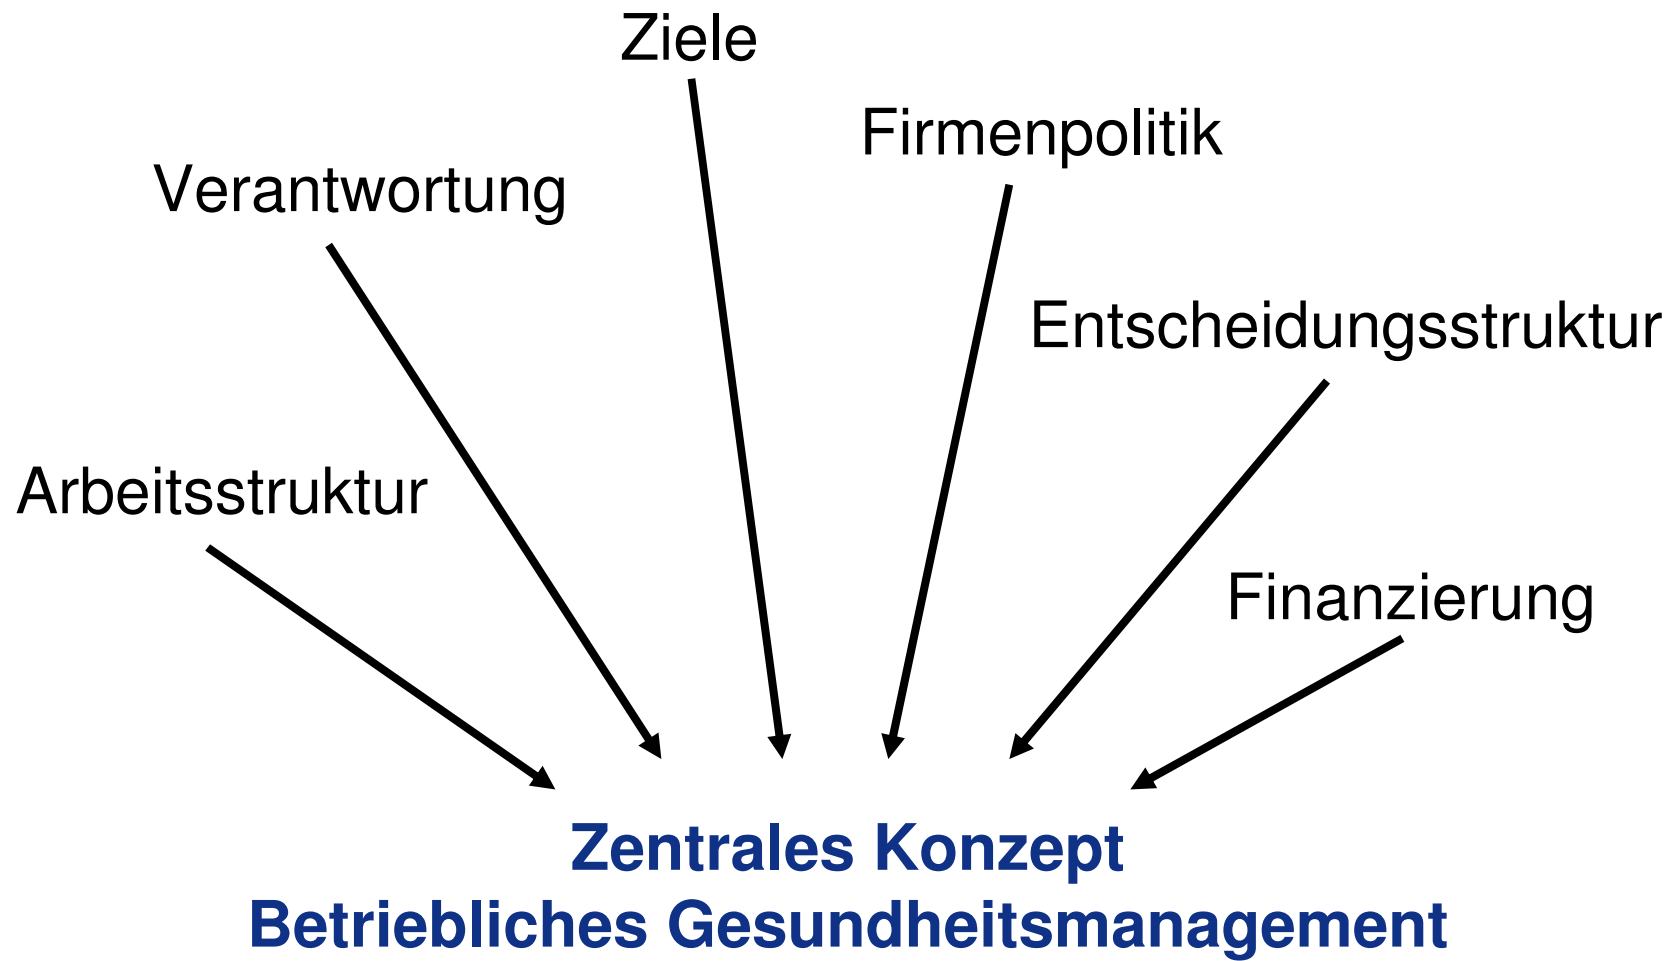 Ziele
Firmenpolitik
Verantwortung
Entscheidungsstruktur
Arbeitsstruktur
Finanzierung
Zentrales Konzept
Betriebliches Gesundheitsmanagement